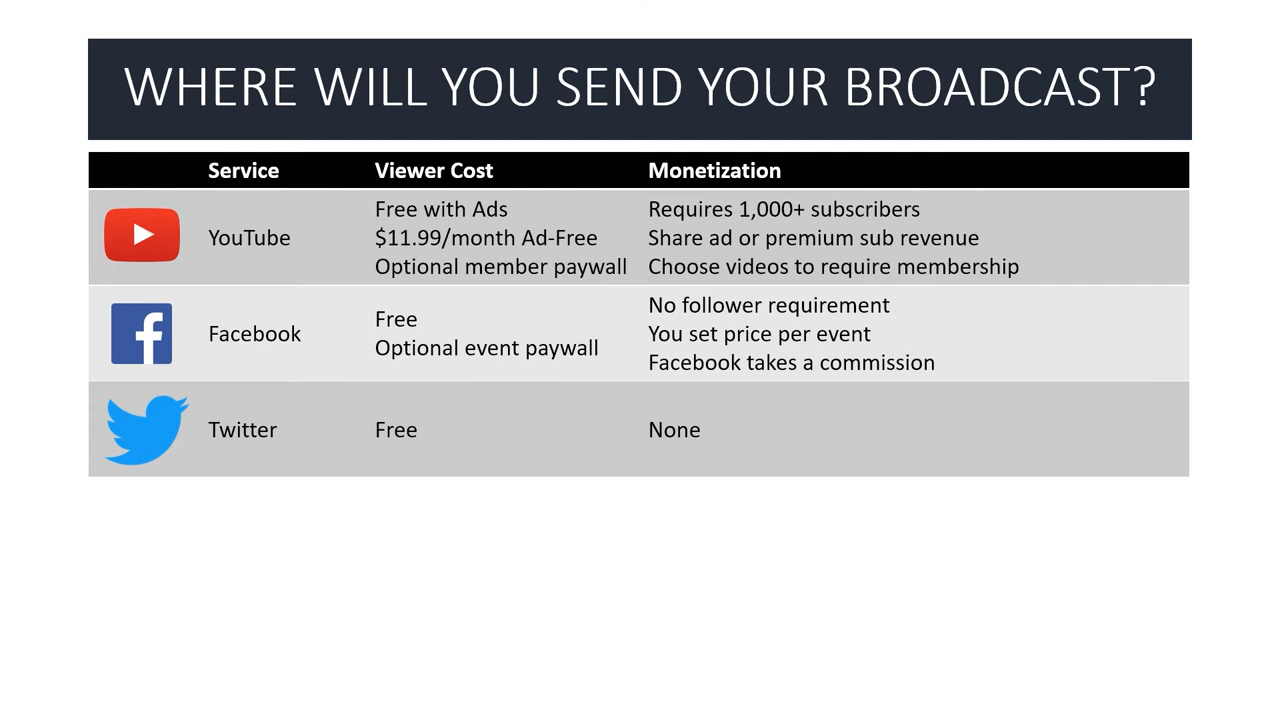 WHERE WILL YOU SEND YOUR BROADCAST?
Service Viewer Cost Monetization
YouTube
Free with Ads
$11.99/month Ad-Free
Optional member paywall
Requires 1,000+ subscribers
Share ad or premium sub revenue
Choose videos to require membership
Facebook
Free
Optional event paywall
No follower requirement
You set price per event
Facebook takes a commission
Twitter Free None